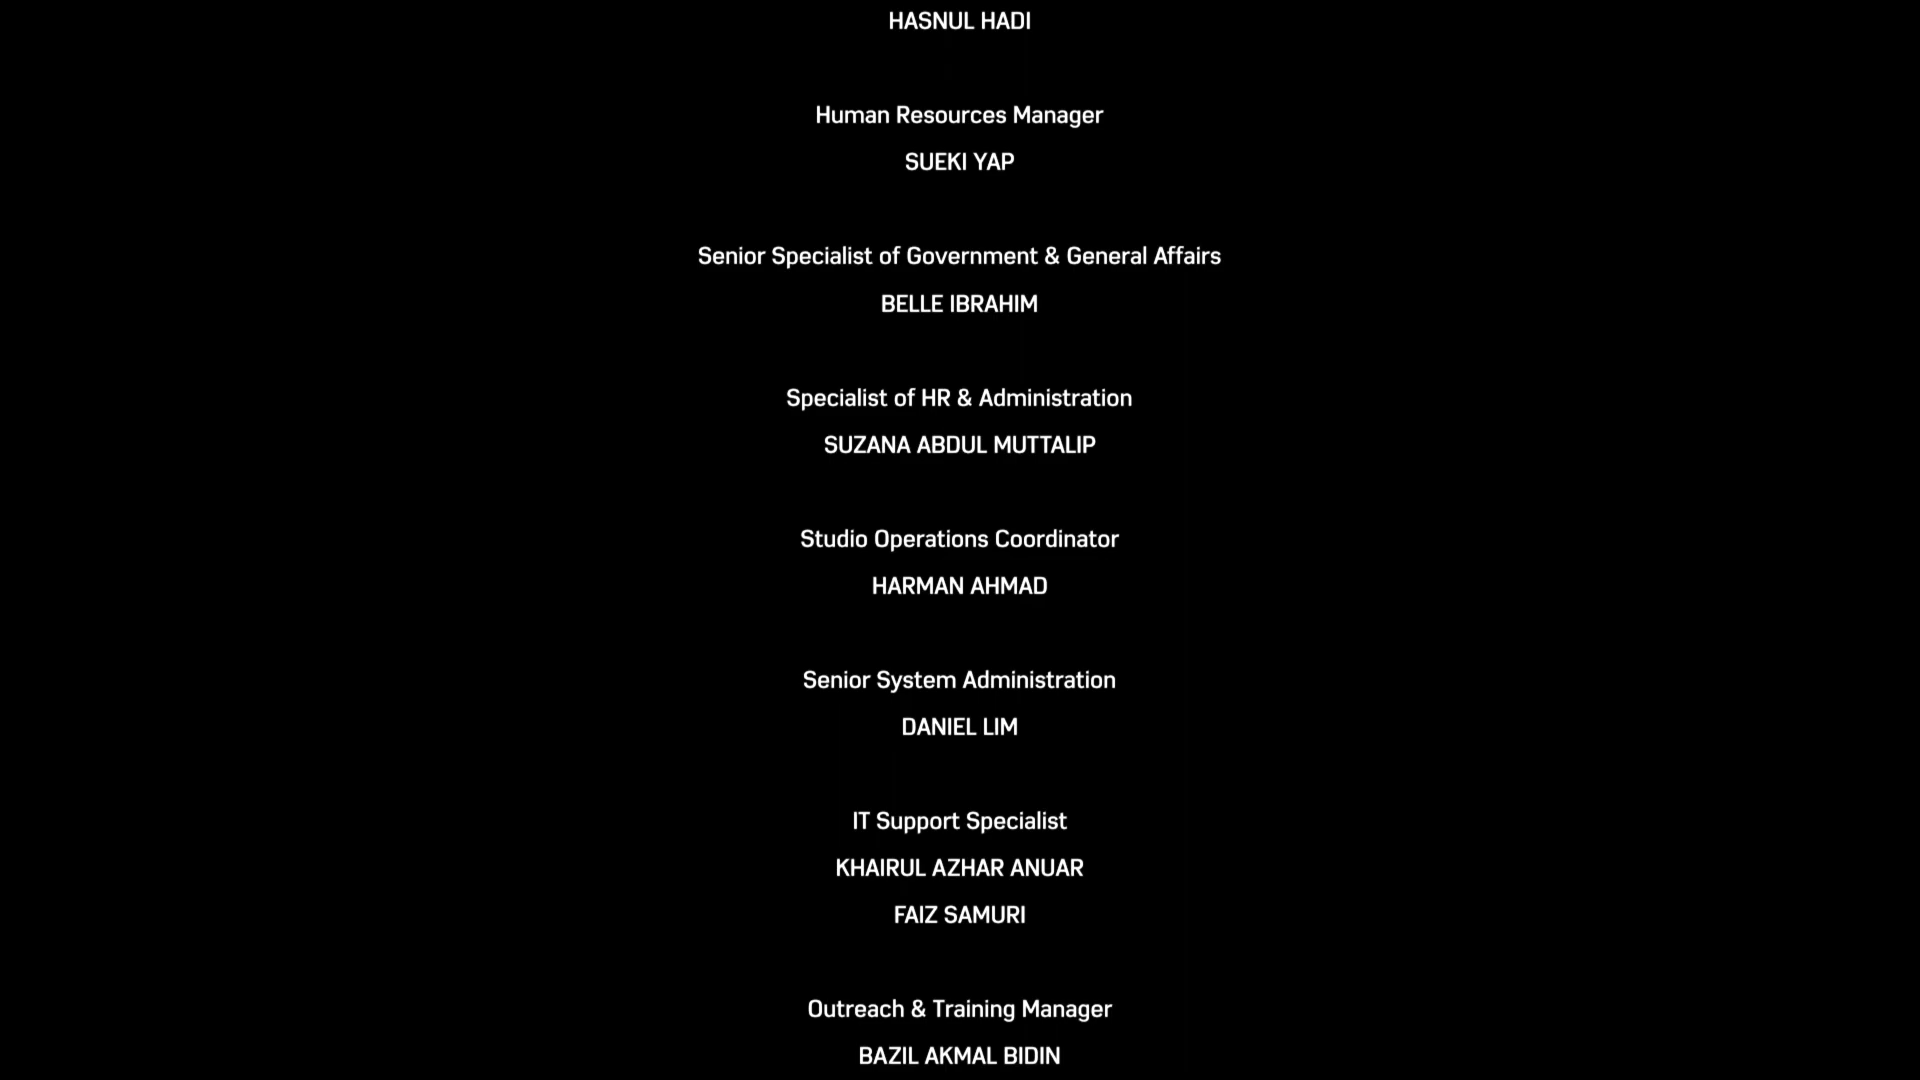 HASNUL HADI
Human Resources Manager
SUEKI YAP
Senior Specialist of Government & General Affairs
BELLE IBRAHIM
Specialist of HR & Administration
SUZANA ABDUL MUTTALIP
Studio Operations Coordinator
HARMAN AHMAD
Senior System Administration
DANIEL LIM
IT Support Specialist
KHAIRUL AZHAR ANUAR
FAIZ SAMURI
Outreach & Training Manager
BAZIL AKMAL BIDIN